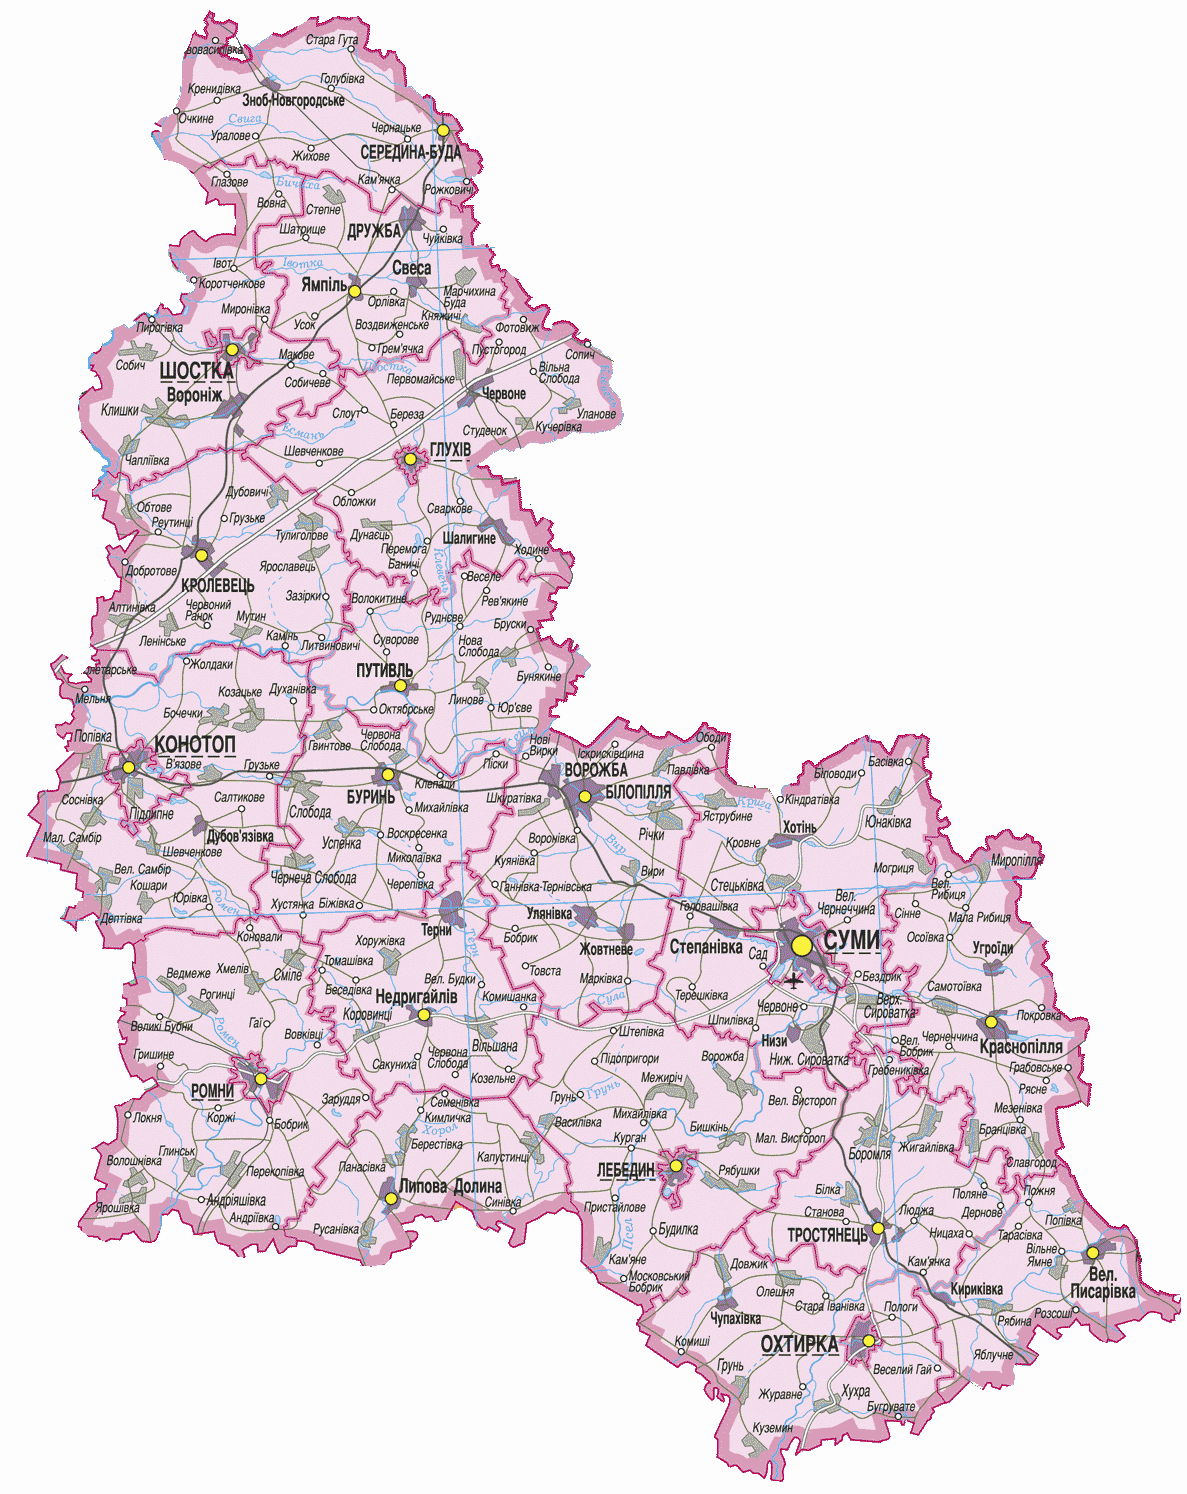 Стара Гута
Голубівка
Кренидівка
Зноб-Новгородське
Очкине
Свига
Уралове
Чернацьке
Жихове
СЕРЕДИНА-БУДА
Глазове
Бичиха
Кам'янка
Рожковичі
Вовна
Степне
Шатрище
ДРУЖБА
Чуйківка
Івот
Івотка
Свеса
Коротченкове
Ямпіль
Марчихина
Буда
Орлівка
Миронівка
Усок
Воздвиженське
Княжичі
Фотовиж
Пирогівка
Грем'ячка
Пустогород
Сопич
Собич
Макове
Шостка
Вільна
Слобода
ШОСТКА
Собичеве
Первомайське
Вороніж
Червоне
Клишки
Слоут
Береза
Уланове
Есмань
Студенок
Кучерівка
Шевченкове
ГЛУХІВ
Чапліївка
Дубовичі
Обложки
Сваркове
Обтове
Реутинці
Грузьке
Тулиголове
Дунаєць
Шалигине
Перемога
Ходине
Баничі
Клевень
Добротове
Ярославець
КРОЛЕВЕЦЬ
Веселе
Зазірки
Волокитине
Рев'якине
Алтинівка
Червоний
Ранок
Мутин
Руднєве
Бруски
Ленінське
Камінь
Литвиновичі
Суворове
Нова
Слобода
Жолдаки
ПУТИВЛЬ
Бунякине
Мельня
Козацьке
Духанівка
Линове
Юр'єве
Бочечки
Октябрське
Попівка
КОНОТОП
Гвинтове
Червона
Слобода
Сейм
Нові
Вирки
Іскрисківщина
Ободи
В'язове
Грузьке
Піски
ВОРОЖБА
Павлівка
Клепали
БІЛОПІЛЛЯ
Соснівка
Салтикове
БУРИНЬ
Шкуратівка
Підлипне
Слобода
Михайлівка
Мал. Самбір
Дубов'язівка
Воскресенка
Воронівка
Вир
Річки
Шевченкове
Успенка
Миколаївка
Куянівка
Вири
Вел. Самбір
Кошари
Чернеча Слобода
Черепівка
Ганнівка-Тернівська
Юрівка
Ромен
Хустянка
Біжівка
Улянівка
Дептівка
Терни
Бобрик
Жовтневе
Крига
Кіндратівка
Біловоди
Басівка
Яструбине
Хотінь
Юнаківка
Кровне
Могриця
Миропілля
Стецьківка
Вел.
Рибиця
Головашівка
Вел.
Чернеччина
Сінне
Мала Рибиця
Степанівка
СУМИ
Осоївка
Угроїди
Сад
Коновали
Хоружівка
Терн
Ведмеже
Хмелів
Сміле
Томашівка
Вел. Будки
Товста
Марківка
Бездрик
Самотоївка
Рогинці
Беседівка
Недригайлів
Комишанка
Сула
Терешківка
Червоне
Верх.
Сироватка
Покровка
Великі Бубни
Ромен
Гаї
Вовківці
Коровинці
Штепівка
Шпилівка
Вільшана
Низи
Вел.
Бобрик
Чернеччина
Краснопілля
Гришине
Сакуниха
Червона
Слобода
Підопригори
Ворожба
Ниж. Сироватка
Гребениківка
Грабовське
РОМНИ
Козельне
Межиріч
Рясне
Заруддя
Семенівка
Грунь
Грунь
Вел. Вистороп
Мезенівка
Локня
Коржі
Бобрик
Кимличка
Василівка
Михайлівка
Хорол
Бишкінь
Бранцівка
Глинськ
Берестівка
Курган
Мал. Вистороп
Боромля
Жигайлівка
Волошнівка
Перекопівка
Панасівка
Капустинці
ЛЕБЕДИН
Рябушки
Славгород
Андріяшівка
Липова Долина
Білка
Поляне
Пожня
Ярошівка
Андріївка
Синівка
Пристайлове
Станова
Люджа
Дернове
Попівка
Русанівка
Псел
Будилка
ТРОСТЯНЕЦЬ
Ницаха
Тарасівка
Кам'яне
Довжик
Кам'янка
Вільне
Ямне
Вел.
Писарівка
Московський
Бобрик
Олешня
Стара Іванівка
Кириківка
Чупахівка
Пологи
Рябина
Розсоші
Комиші
ОХТИРКА
Яблучне
Грунь
Веселий Гай
Журавне
Хухра
Бугрувате
Куземин